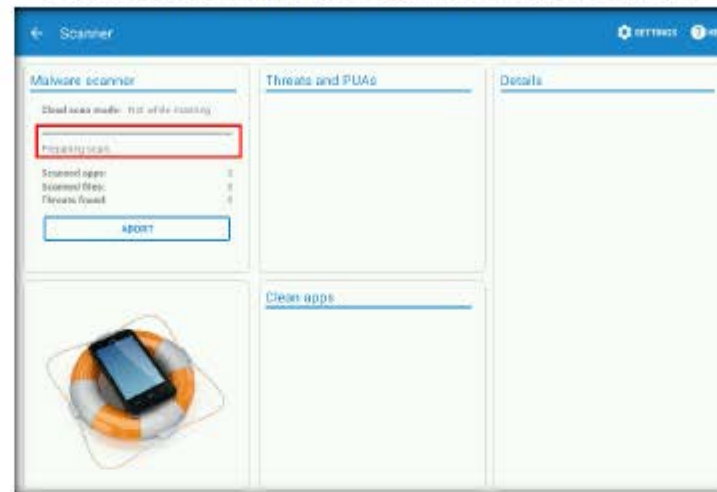 Scanner
SETTINGS
Malware scanner
Cloud scan mode: Not while roaming
Preparing scan
Scanned apps:
Scanned files:
Threats found:
ABORT
Threats and PUAs
Clean apps
Details